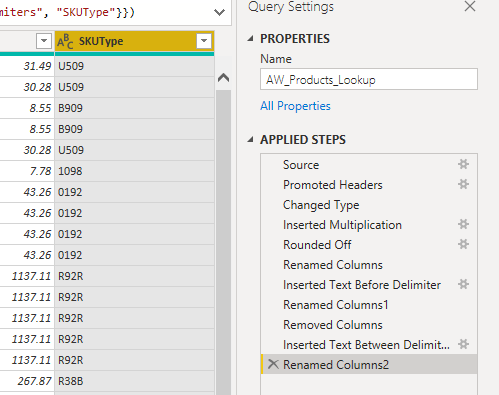 miters", "SKUType"}})
ABC SKUType
31.49 U509
30.28 U509
8.55 B909
8.55 B909
30.28 U509
7.78 1098
43.26 0192
43.26 0192
43.26 0192
43.26 0192
1137.11 R92R
1137.11 R92R
1137.11 R92R
1137.11 R92R
1137.11 R92R
267.87 R38B
Query Settings
PROPERTIES
Name
AW_Products_Lookup
All Properties
APPLIED STEPS
Source
Promoted Headers
Changed Type
Inserted Multiplication
Rounded Off
Renamed Columns
Inserted Text Before Delimiter
Renamed Columns1
Removed Columns
Inserted Text Between Delimit...
Renamed Columns2